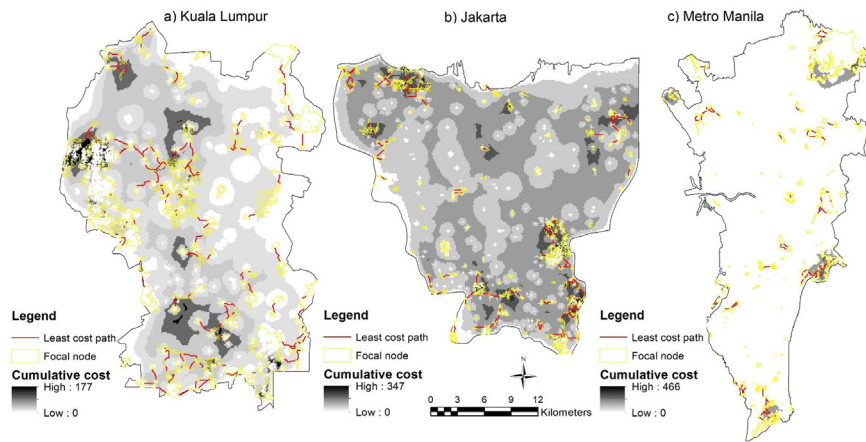 a) Kuala Lumpur
b) Jakarta
c) Metro Manila
Legend
Least cost path
Focal node
Cumulative cost
High : 177
Low : 0
Legend
Least cost path
Focal node
Cumulative cost
High : 347
Low : 0
N
0 1.5 3 6 9 12
Kilometers
Legend
Least cost path
Focal node
Cumulative cost
High : 466
Low : 0